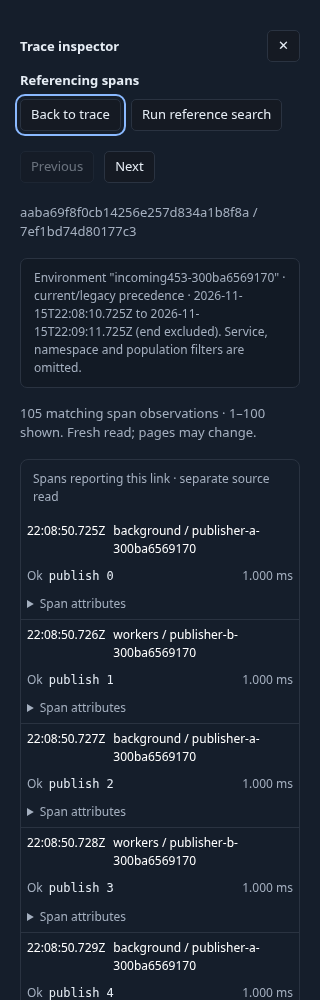 Trace inspector
✕
Referencing spans
Back to trace
Run reference search
Previous
Next
aaba69f8f0cb14256e257d834a1b8f8a /
7ef1bd74d80177c3
Environment "incoming453-300ba6569170" ·
current/legacy precedence · 2026-11-
15T22:08:10.725Z to 2026-11-
15T22:09:11.725Z (end excluded). Service,
namespace and population filters are
omitted.
105 matching span observations · 1–100
shown. Fresh read; pages may change.
Spans reporting this link · separate source
read
22:08:50.725Z background / publisher-a-
300ba6569170
Ok publish 0 1.000 ms
▶ Span attributes
22:08:50.726Z workers / publisher-b-
300ba6569170
Ok publish 1 1.000 ms
▶ Span attributes
22:08:50.727Z background / publisher-a-
300ba6569170
Ok publish 2 1.000 ms
▶ Span attributes
22:08:50.728Z workers / publisher-b-
300ba6569170
Ok publish 3 1.000 ms
▶ Span attributes
22:08:50.729Z background / publisher-a-
300ba6569170
Ok publish 4 1.000 ms